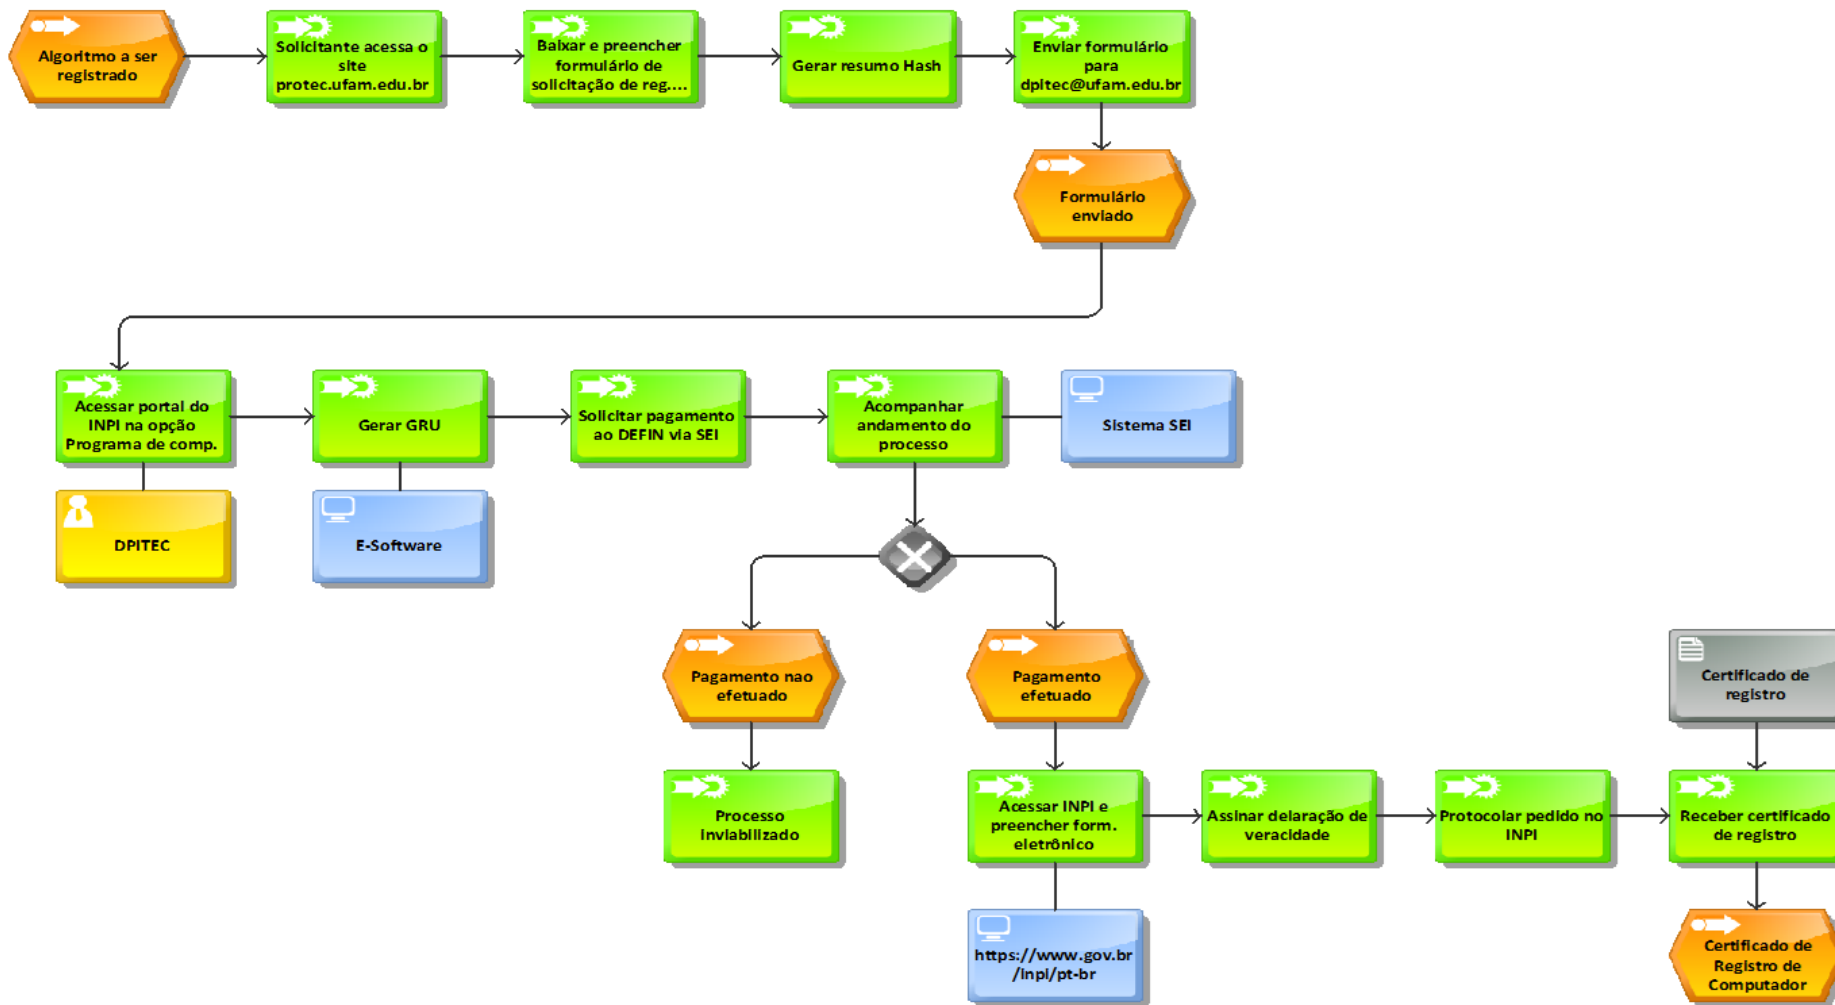 Algoritmo a ser
registrado
Solicitante acessa o
site
protec.ufam.edu.br
Baixar e preencher
formulário de
solicitação de reg....
Gerar resumo Hash
Enviar formulário
para
dpitec@ufam.edu.br
Formulário
enviado
Acessar portal do
INPI na opção
Programa de comp.
Gerar GRU
Solicitar pagamento
ao DEFIN via SEI
Acompanhar
andamento do
processo
Sistema SEI
DPITEC
E-Software
Pagamento nao
efetuado
Pagamento
efetuado
Certificado de
registro
Processo
inviabilizado
Acessar INPI e
preencher form.
eletrônico
Assinar delaração de
veracidade
Protocolar pedido no
INPI
Receber certificado
de registro
https://www.gov.br
/inpi/pt-br
Certificado de
Registro de
Computador